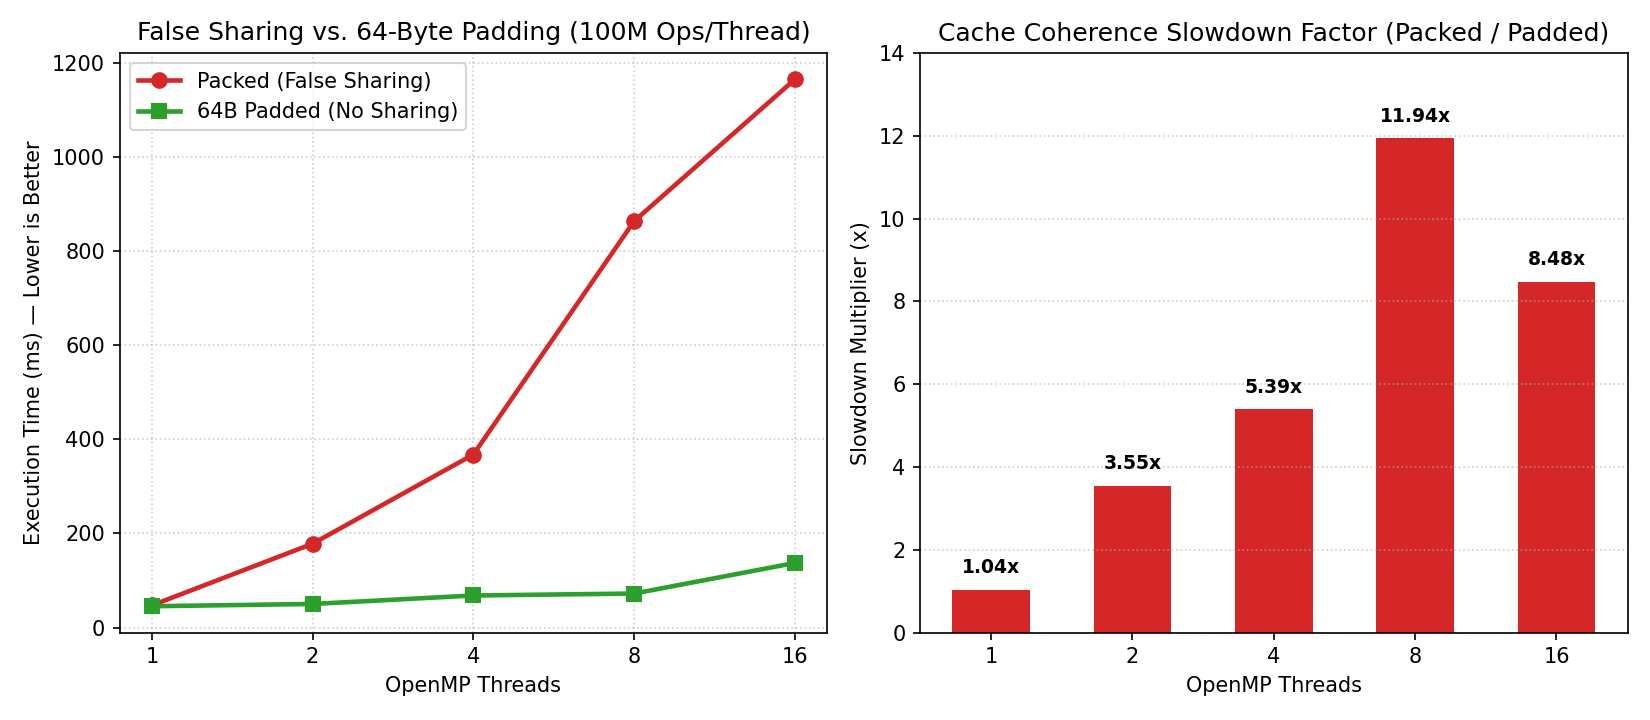 False Sharing vs. 64-Byte Padding (100M Ops/Thread)
Execution Time (ms) — Lower is Better
1200
1000
800
600
400
200
0
Packed (False Sharing)
64B Padded (No Sharing)
1 2 4 8 16
OpenMP Threads
Cache Coherence Slowdown Factor (Packed / Padded)
Slowdown Multiplier (x)
14
12
10
8
6
4
2
0
1.04x
3.55x
5.39x
11.94x
8.48x
1 2 4 8 16
OpenMP Threads